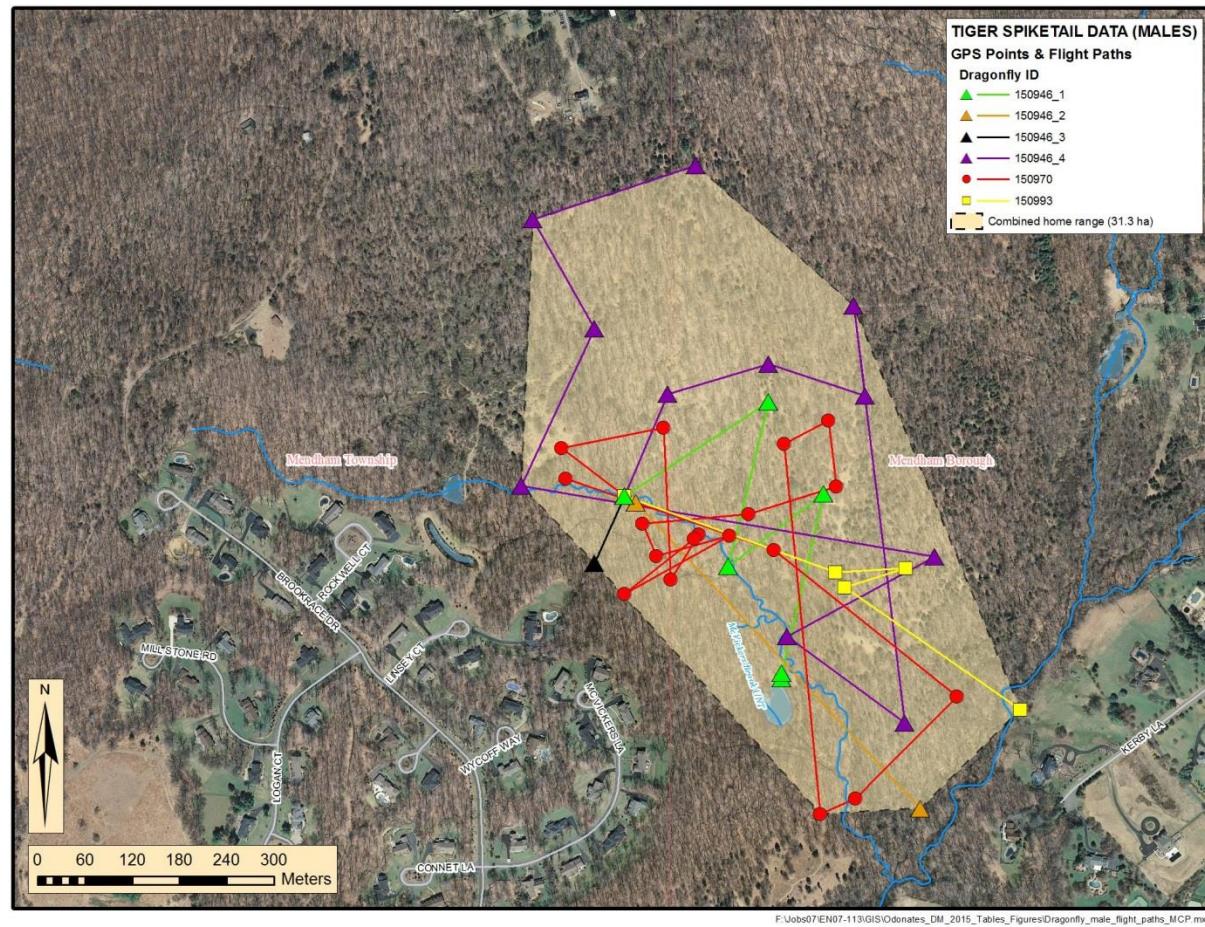 TIGER SPIKETAIL DATA (MALES)
GPS Points & Flight Paths
Dragonfly ID
150946_1
150946_2
150946_3
150946_4
150970
150993
Combined home range (31.3 ha)
Mendham Township
Mendham Borough
ROCKWELL CT
BROOKRACE DR
MILL STONE RD
LINSEY CT
LOGAN CT
WYCOFF WAY
MC VICKERS LA
KERBY LA
CONNET LA
N
0 60 120 180 240 300
Meters
F:\Jobs07\EN07-113\GIS\Odonates_DM_2015_Tables_Figures\Dragonfly_male_flight_paths_MCP.mx